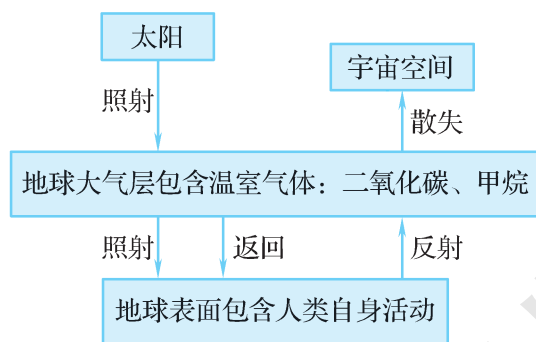 太阳
宇宙空间
照射
散失
地球大气层包含温室气体：二氧化碳、甲烷
照射
返回
反射
地球表面包含人类自身活动